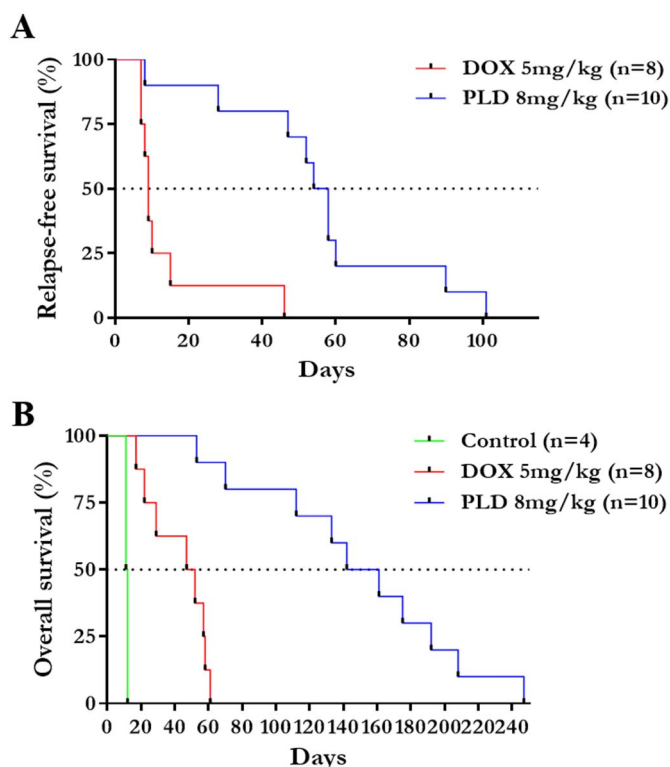 A
DOX 5mg/kg (n=8)
PLD 8mg/kg (n=10)
Relapse-free survival (%)
100
75
50
25
0
0 20 40 60 80 100
Days
B
Control (n=4)
DOX 5mg/kg (n=8)
PLD 8mg/kg (n=10)
Overall survival (%)
100
75
50
25
0
0 20 40 60 80 100 120 140 160 180 200 220 240
Days